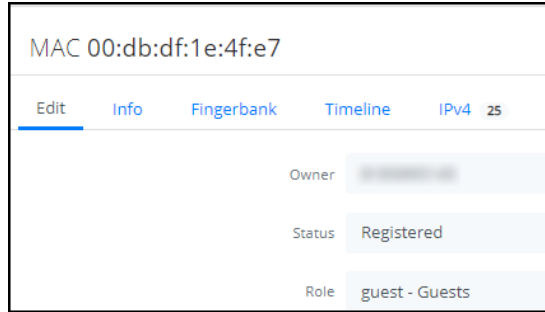 MAC 00:db:df:1e:4f:e7
Edit Info Fingerbank Timeline IPv4 25
Owner
Status Registered
Role guest - Guests